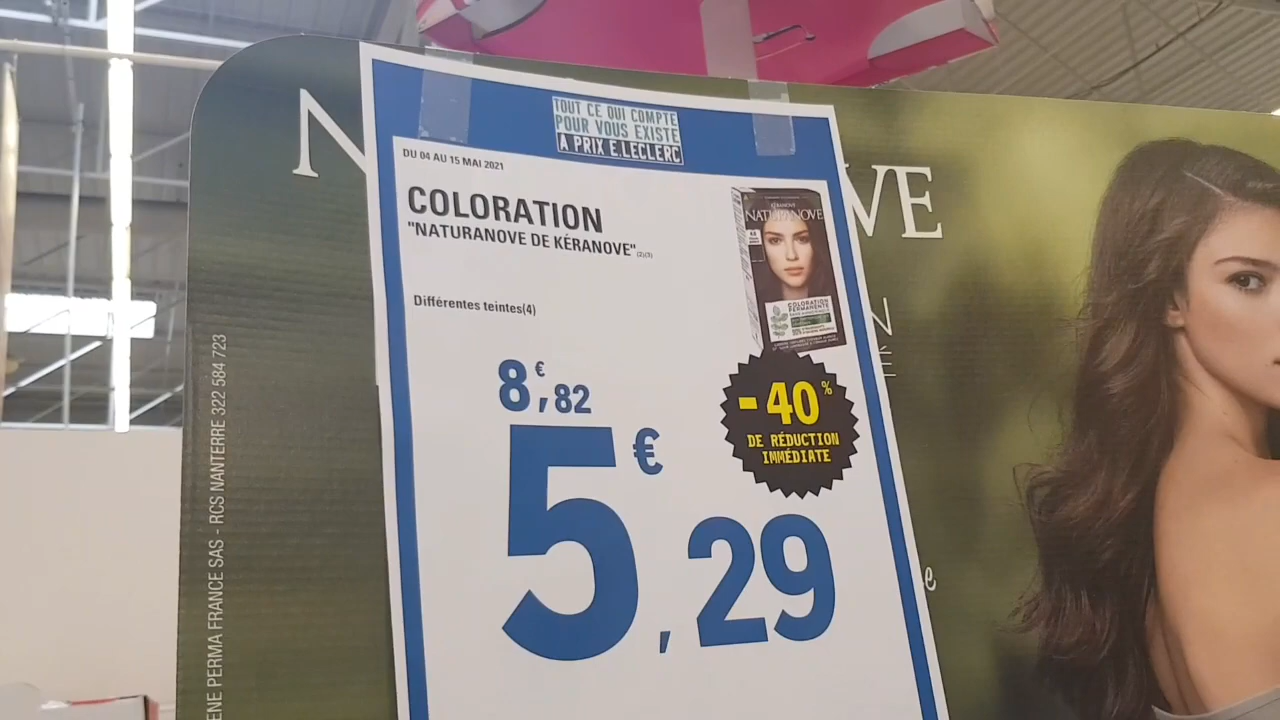 TOUT CE QUI COMPTE
POUR VOUS EXISTE
A PRIX E.LECLERC
DU 04 AU 15 MAI 2021
COLORATION
"NATURANOVE DE KÉRANOVE" (2)(3)
Différentes teintes(4)
8€,82
5€,29
-40%
DE RÉDUCTION
IMMÉDIATE
KÉRANOVE
NATURANOVE
COLORATION
PERMANENTE
N
VE
N
e
ENE PERMA FRANCE SAS - RCS NANTERRE 322 584 723